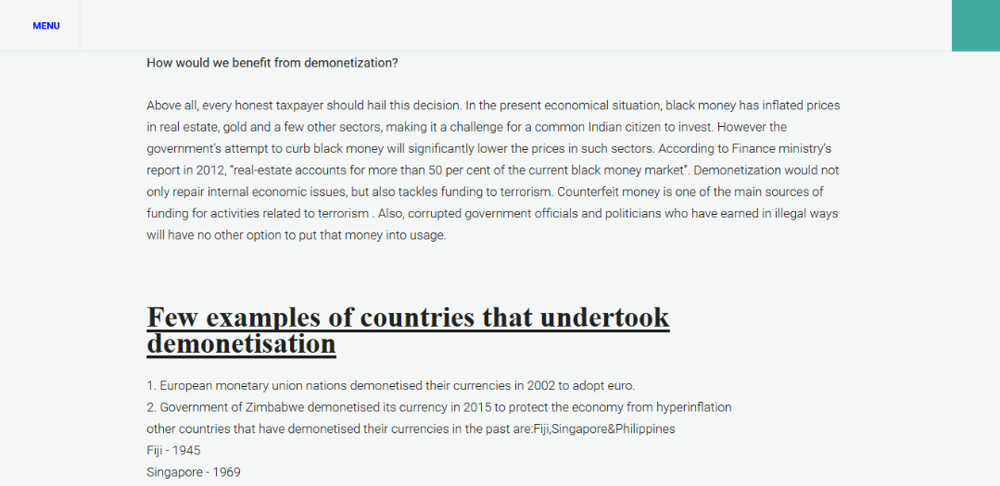 MENU
How would we benefit from demonetization?
Above all, every honest taxpayer should hail this decision. In the present economical situation, black money has inflated prices
in real estate, gold and a few other sectors, making it a challenge for a common Indian citizen to invest. However the
government's attempt to curb black money will significantly lower the prices in such sectors. According to Finance ministry's
report in 2012, “real-estate accounts for more than 50 per cent of the current black money market”. Demonetization would not
only repair internal economic issues, but also tackles funding to terrorism. Counterfeit money is one of the main sources of
funding for activities related to terrorism . Also, corrupted government officials and politicians who have earned in illegal ways
will have no other option to put that money into usage.
Few examples of countries that undertook
demonetisation
1. European monetary union nations demonetised their currencies in 2002 to adopt euro.
2. Government of Zimbabwe demonetised its currency in 2015 to protect the economy from hyperinflation
other countries that have demonetised their currencies in the past are:Fiji,Singapore&Philippines
Fiji - 1945
Singapore - 1969